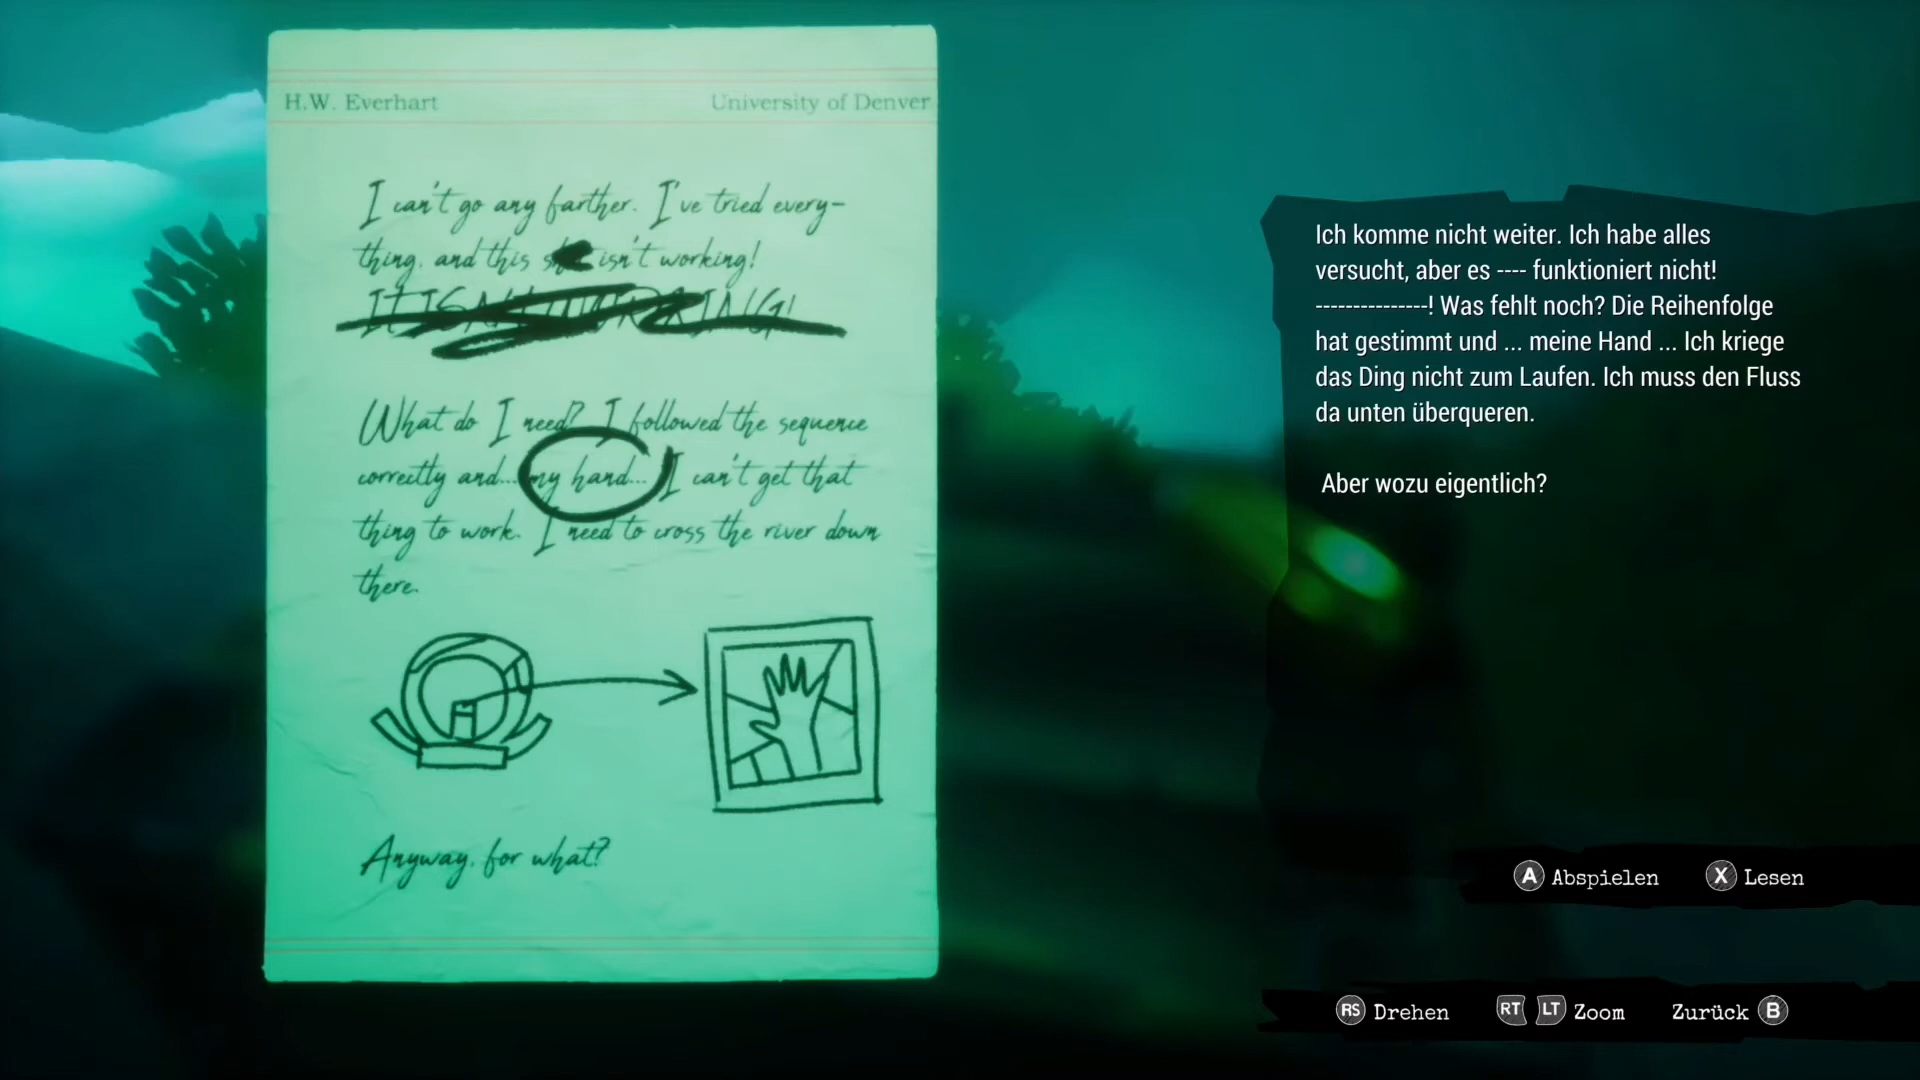 H.W. Everhart
University of Denver
I can't go any farther. I've tried every-
thing. and this isn't working!
IT ISN'T WORKING!
What do I need? I followed the sequence
correctly and... my hand... I can't get that
thing to work. I need to cross the river down
there.
Anyway, for what?
Ich komme nicht weiter. Ich habe alles
versucht, aber es ---- funktioniert nicht!
---------------! Was fehlt noch? Die Reihenfolge
hat gestimmt und ... meine Hand ... Ich kriege
das Ding nicht zum Laufen. Ich muss den Fluss
da unten überqueren.
Aber wozu eigentlich?
A Abspielen X Lesen
RS Drehen RT LT Zoom Zurück B